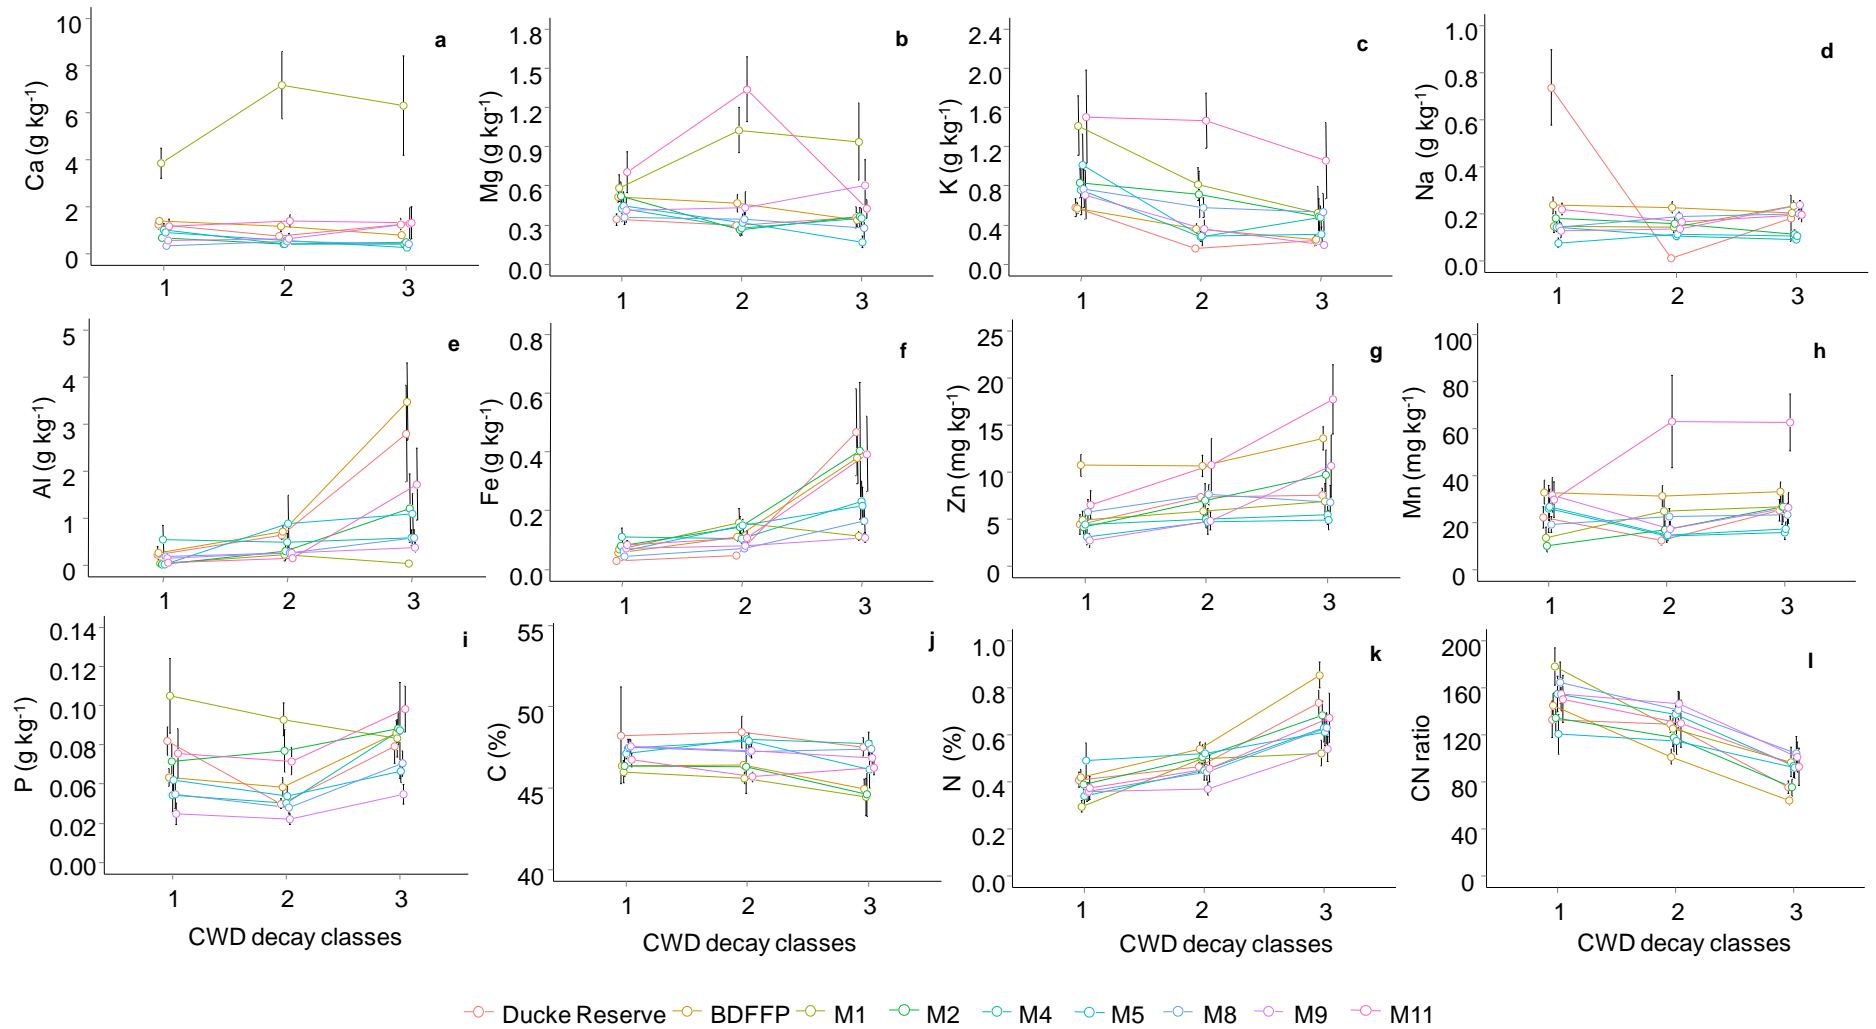 a
Ca (g kg-1)
10
8
6
4
2
0
1 2 3
b
Mg (g kg-1)
1.8
1.5
1.2
0.9
0.6
0.3
0.0
1 2 3
c
K (g kg-1)
2.4
2.0
1.6
1.2
0.8
0.4
0.0
1 2 3
d
Na (g kg-1)
1.0
0.8
0.6
0.4
0.2
0.0
1 2 3
e
Al (g kg-1)
5
4
3
2
1
0
1 2 3
f
Fe (g kg-1)
0.8
0.6
0.4
0.2
0.0
1 2 3
g
Zn (mg kg-1)
25
20
15
10
5
0
1 2 3
h
Mn (mg kg-1)
100
80
60
40
20
0
1 2 3
i
P (g kg-1)
0.14
0.12
0.10
0.08
0.06
0.04
0.02
0.00
1 2 3
CWD decay classes
j
C (%)
55
50
45
40
1 2 3
CWD decay classes
k
N (%)
1.0
0.8
0.6
0.4
0.2
0.0
1 2 3
CWD decay classes
l
CN ratio
200
160
120
80
40
0
1 2 3
CWD decay classes
Ducke Reserve BDFFP M1 M2 M4 M5 M8 M9 M11